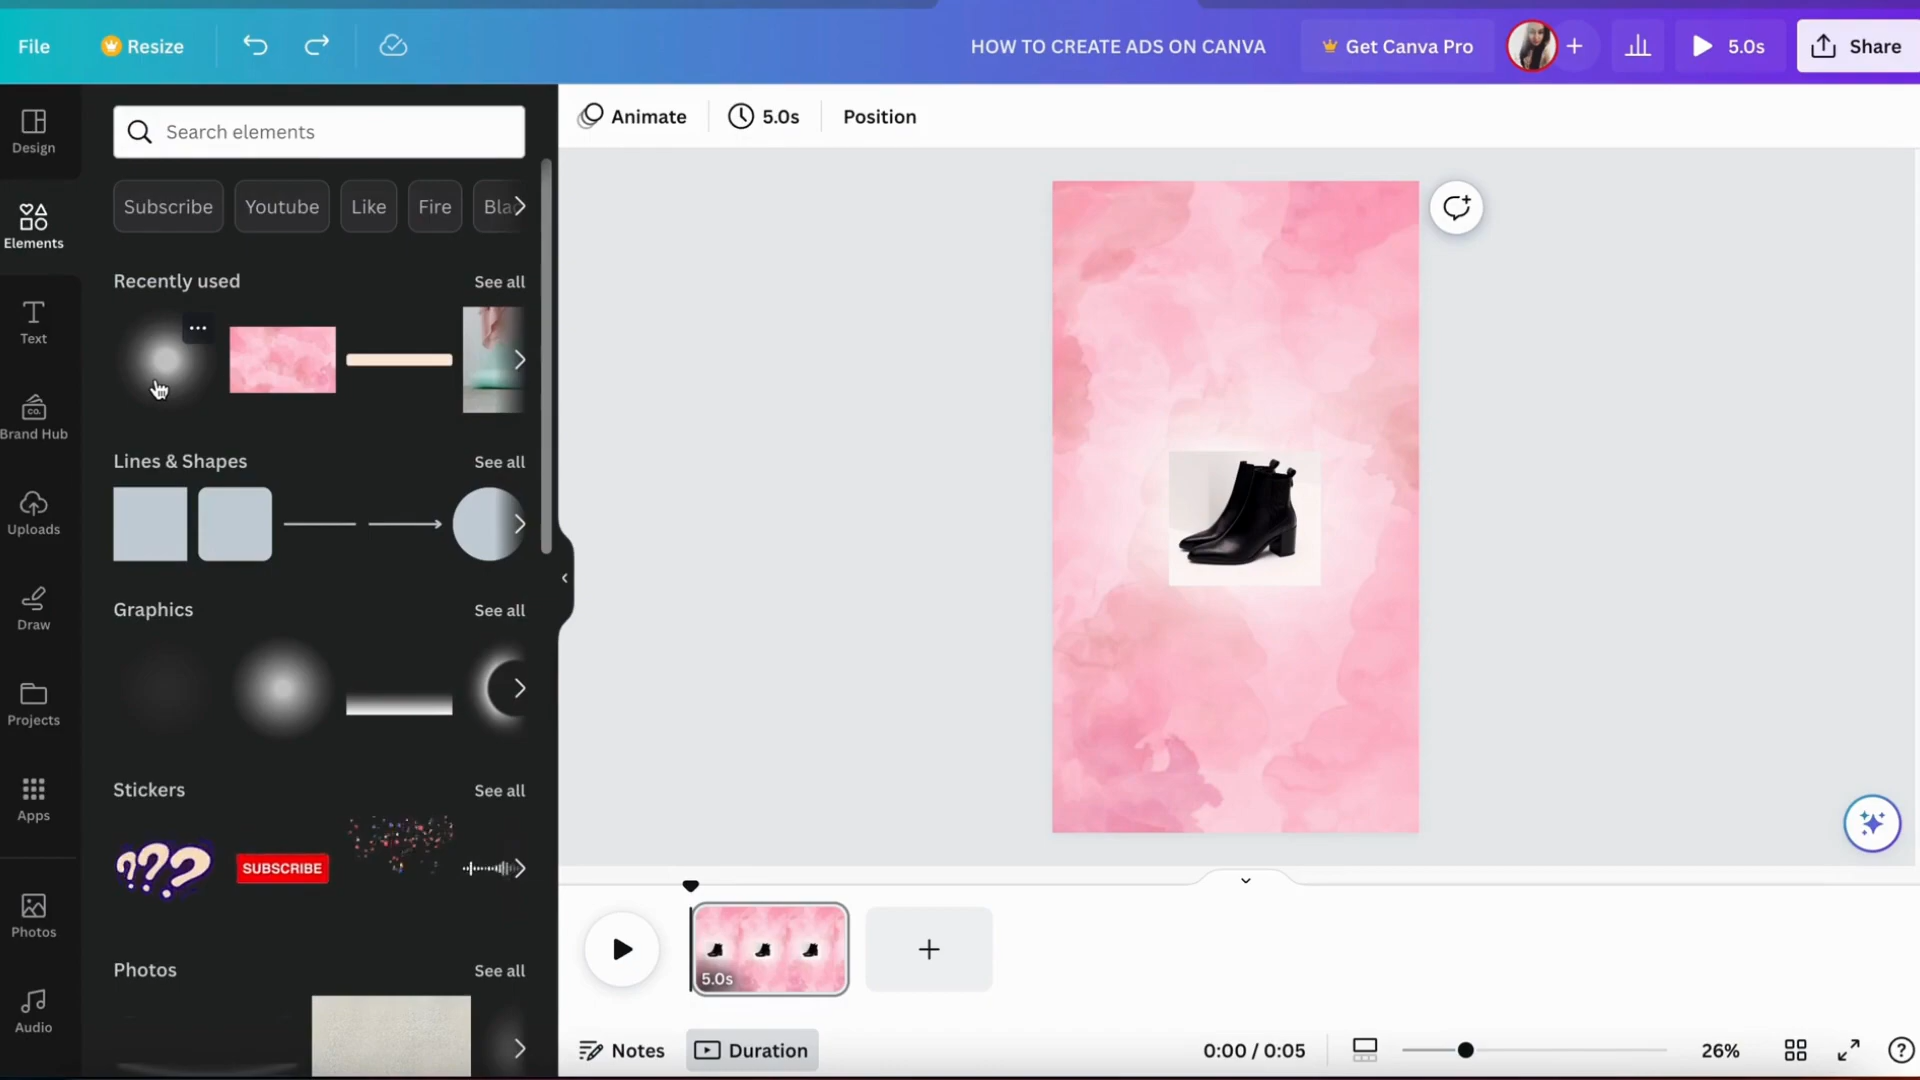 File
Resize
HOW TO CREATE ADS ON CANVA
Get Canva Pro
5.0s
Share
Design
Elements
Text
Brand Hub
CO.
Uploads
Draw
Projects
Apps
Photos
Audio
Search elements
Subscribe
Youtube
Like
Fire
Recently used
See all
Lines & Shapes
See all
Graphics
See all
Stickers
See all
???
SUBSCRIBE
Photos
See all
Animate
5.0s
Position
5.0s
Notes
Duration
0:00 / 0:05
26%